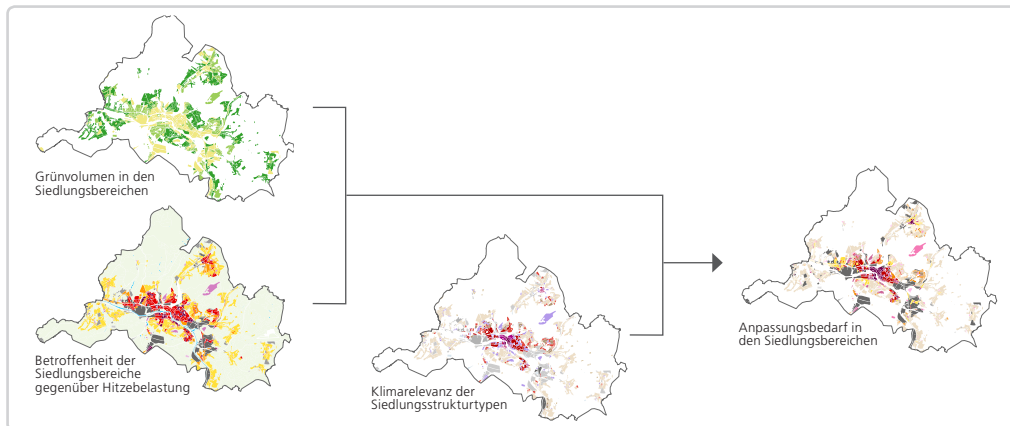 Grünvolumen in den
Siedlungsbereichen
Betroffenheit der
Siedlungsbereiche
gegenüber Hitzebelastung
Klimarelevanz der
Siedlungsstrukturtypen
Anpassungsbedarf in
den Siedlungsbereichen